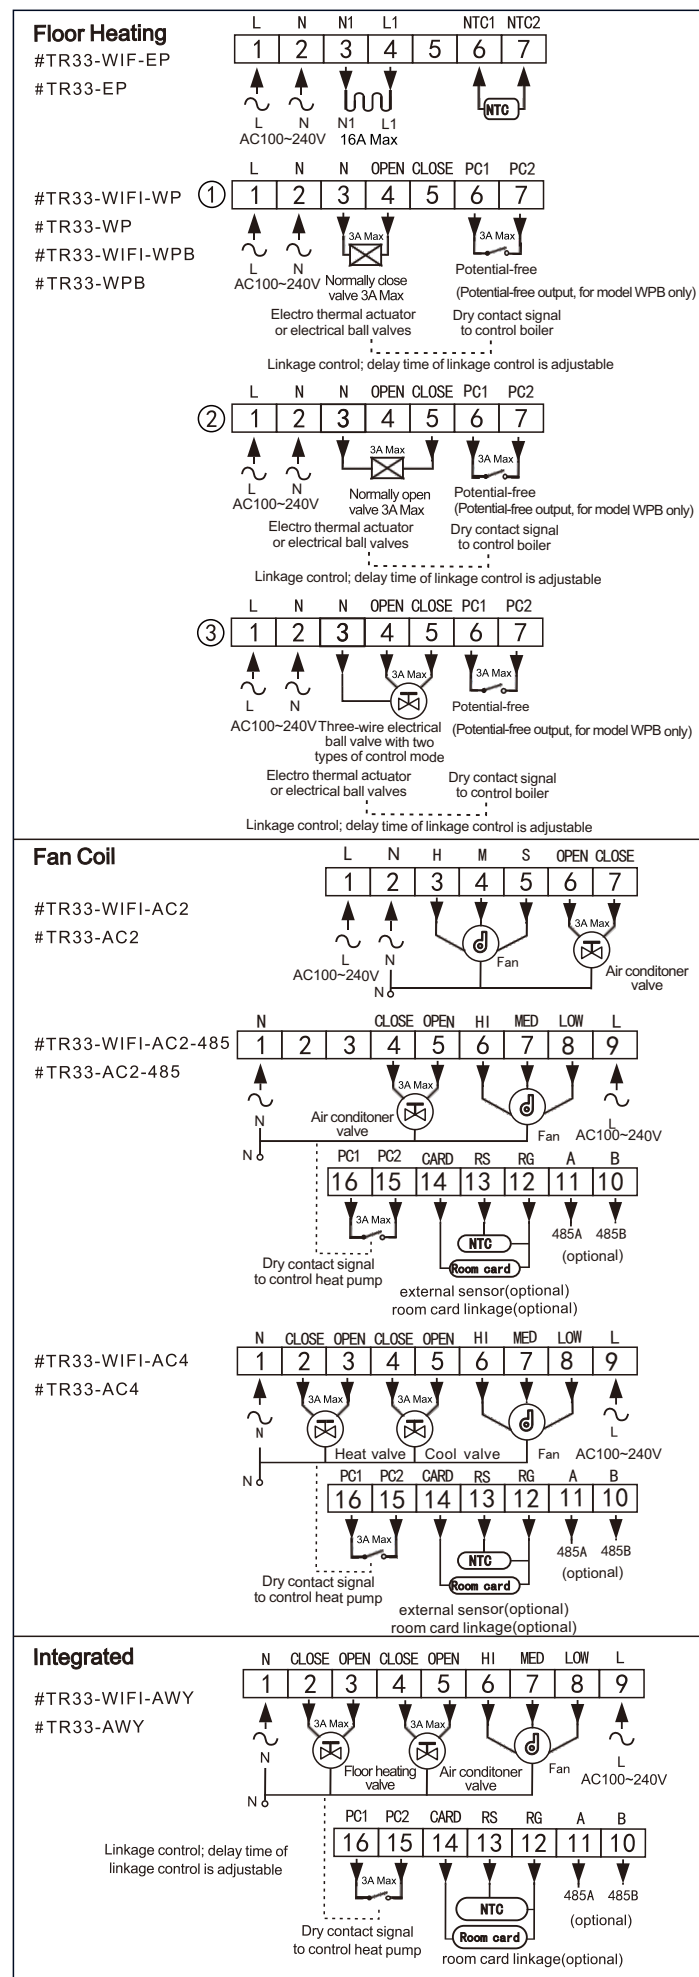 Floor Heating
#TR33-WIF-EP
#TR33-EP
L N N1 L1 NTC1 NTC2
1 2 3 4 5 6 7
NTC
L N N1 L1
AC100~240V 16A Max
#TR33-WIFI-WP
#TR33-WP
#TR33-WIFI-WPB
#TR33-WPB
① L N N OPEN CLOSE PC1 PC2
1 2 3 4 5 6 7
3A Max 3A Max
L N
AC100~240V Normally close Potential-free
valve 3A Max (Potential-free output, for model WPB only)
Electro thermal actuator Dry contact signal
or electrical ball valves to control boiler
Linkage control; delay time of linkage control is adjustable
② L N N OPEN CLOSE PC1 PC2
1 2 3 4 5 6 7
3A Max 3A Max
L N
AC100~240V Normally open Potential-free
valve 3A Max (Potential-free output, for model WPB only)
Electro thermal actuator Dry contact signal
or electrical ball valves to control boiler
Linkage control; delay time of linkage control is adjustable
③ L N N OPEN CLOSE PC1 PC2
1 2 3 4 5 6 7
3A Max 3A Max
L N Potential-free
AC100~240V Three-wire electrical (Potential-free output, for model WPB only)
ball valve with two
types of control mode
Electro thermal actuator Dry contact signal
or electrical ball valves to control boiler
Linkage control; delay time of linkage control is adjustable
Fan Coil
#TR33-WIFI-AC2
#TR33-AC2
L N H M S OPEN CLOSE
1 2 3 4 5 6 7
3A Max
L N Fan
AC100~240V Air conditoner
valve
N
#TR33-WIFI-AC2-485
#TR33-AC2-485
N CLOSE OPEN HI MED LOW L
1 2 3 4 5 6 7 8 9
3A Max
N Air conditoner L
valve Fan AC100~240V
N
PC1 PC2 CARD RS RG A B
16 15 14 13 12 11 10
3A Max NTC 485A 485B
(optional)
Dry contact signal Room card
to control heat pump
external sensor(optional)
room card linkage(optional)
#TR33-WIFI-AC4
#TR33-AC4
N CLOSE OPEN CLOSE OPEN HI MED LOW L
1 2 3 4 5 6 7 8 9
3A Max 3A Max
N L
Heat valve Cool valve Fan AC100~240V
N
PC1 PC2 CARD RS RG A B
16 15 14 13 12 11 10
3A Max NTC 485A 485B
(optional)
Dry contact signal Room card
to control heat pump
external sensor(optional)
room card linkage(optional)
Integrated
#TR33-WIFI-AWY
#TR33-AWY
N CLOSE OPEN CLOSE OPEN HI MED LOW L
1 2 3 4 5 6 7 8 9
3A Max 3A Max
N L
Floor heating Air conditoner Fan
valve valve AC100~240V
N
PC1 PC2 CARD RS RG A B
16 15 14 13 12 11 10
Linkage control; delay time of
linkage control is adjustable
3A Max NTC 485A 485B
(optional)
Dry contact signal Room card
to control heat pump
room card linkage(optional)